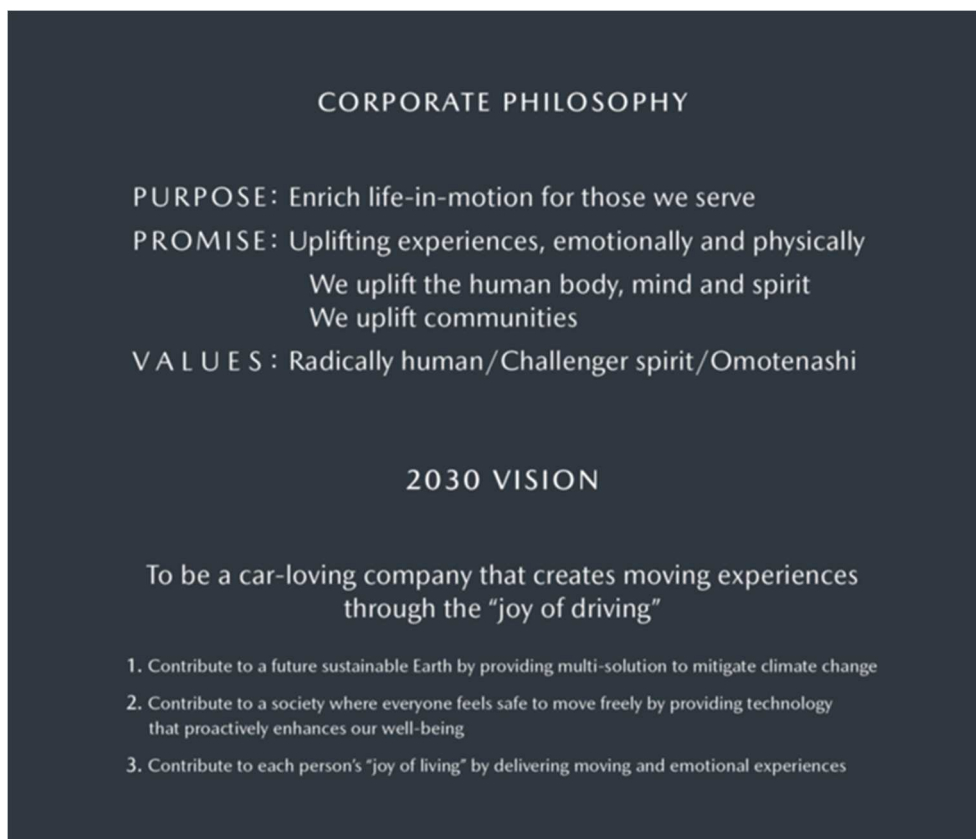 CORPORATE PHILOSOPHY
PURPOSE: Enrich life-in-motion for those we serve
PROMISE: Uplifting experiences, emotionally and physically
We uplift the human body, mind and spirit
We uplift communities
VALUES: Radically human/Challenger spirit/Omotenashi
2030 VISION
To be a car-loving company that creates moving experiences
through the “joy of driving”
1. Contribute to a future sustainable Earth by providing multi-solution to mitigate climate change
2. Contribute to a society where everyone feels safe to move freely by providing technology
that proactively enhances our well-being
3. Contribute to each person's “joy of living” by delivering moving and emotional experiences